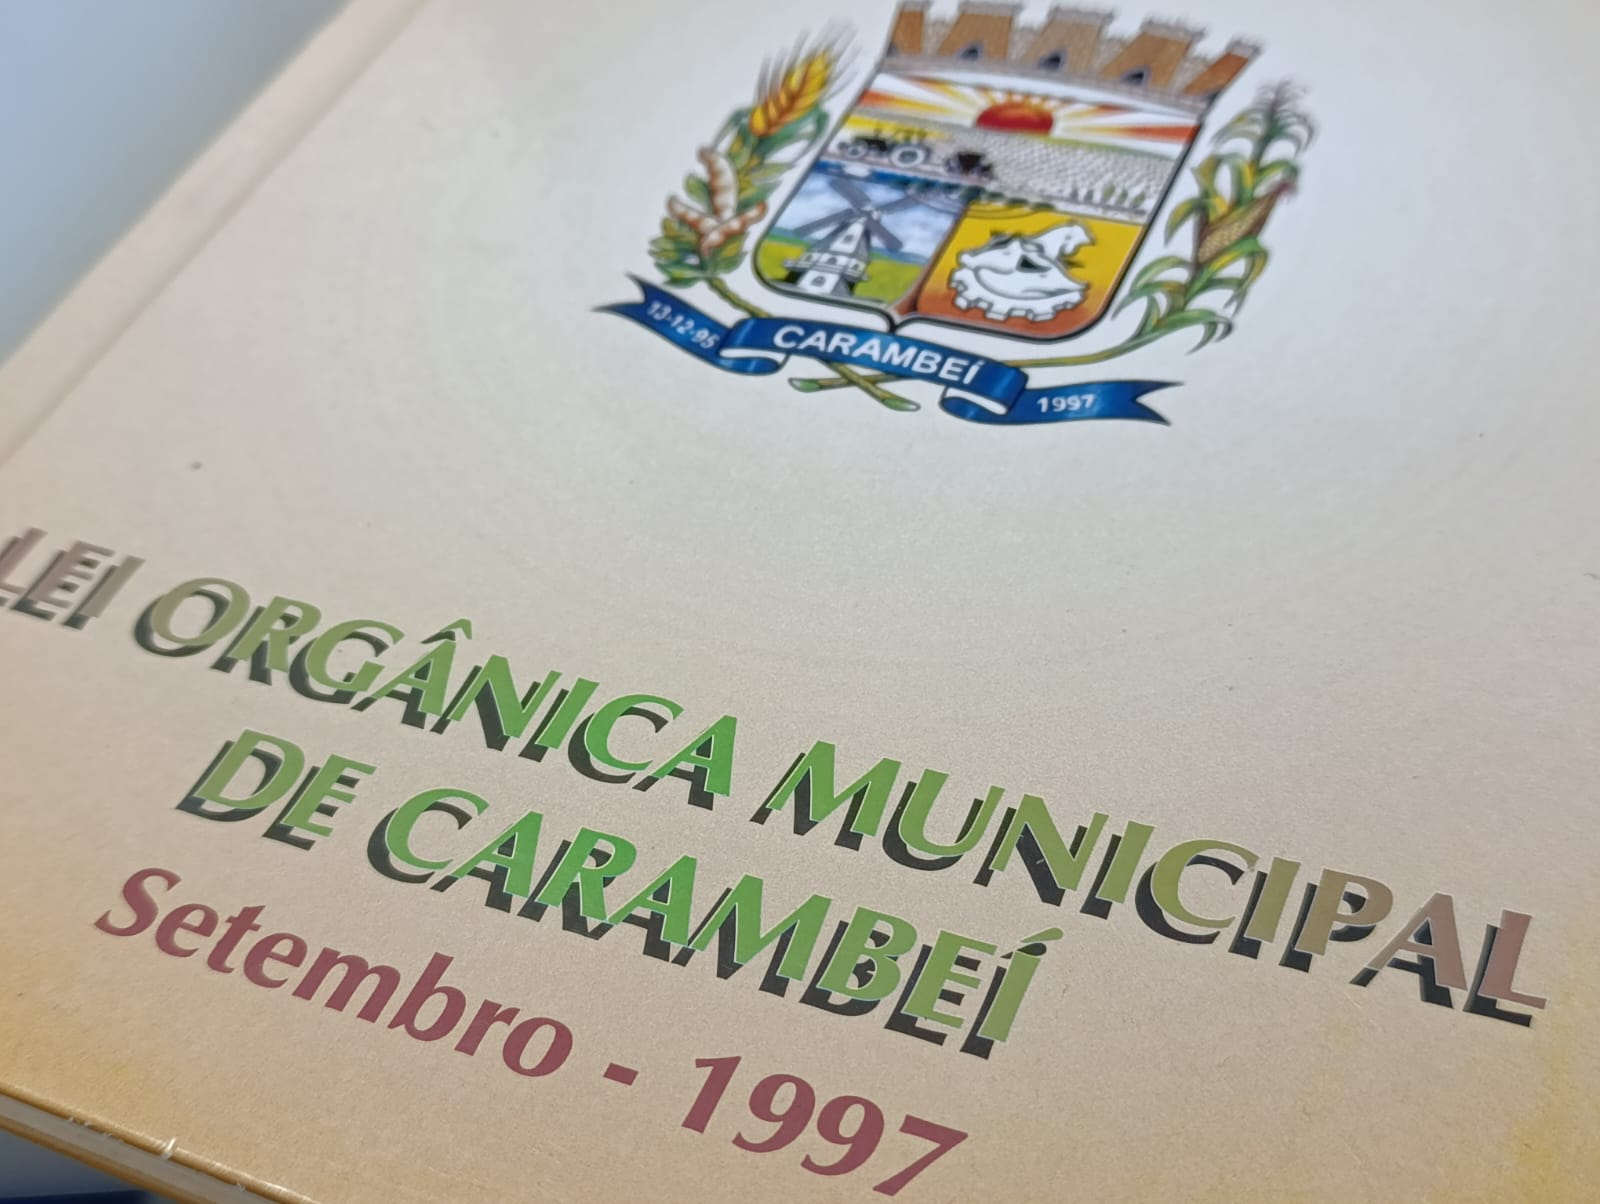 13-12-95 CARAMBEÍ 1997
LEI ORGÂNICA MUNICIPAL
DE CARAMBEÍ
Setembro - 1997